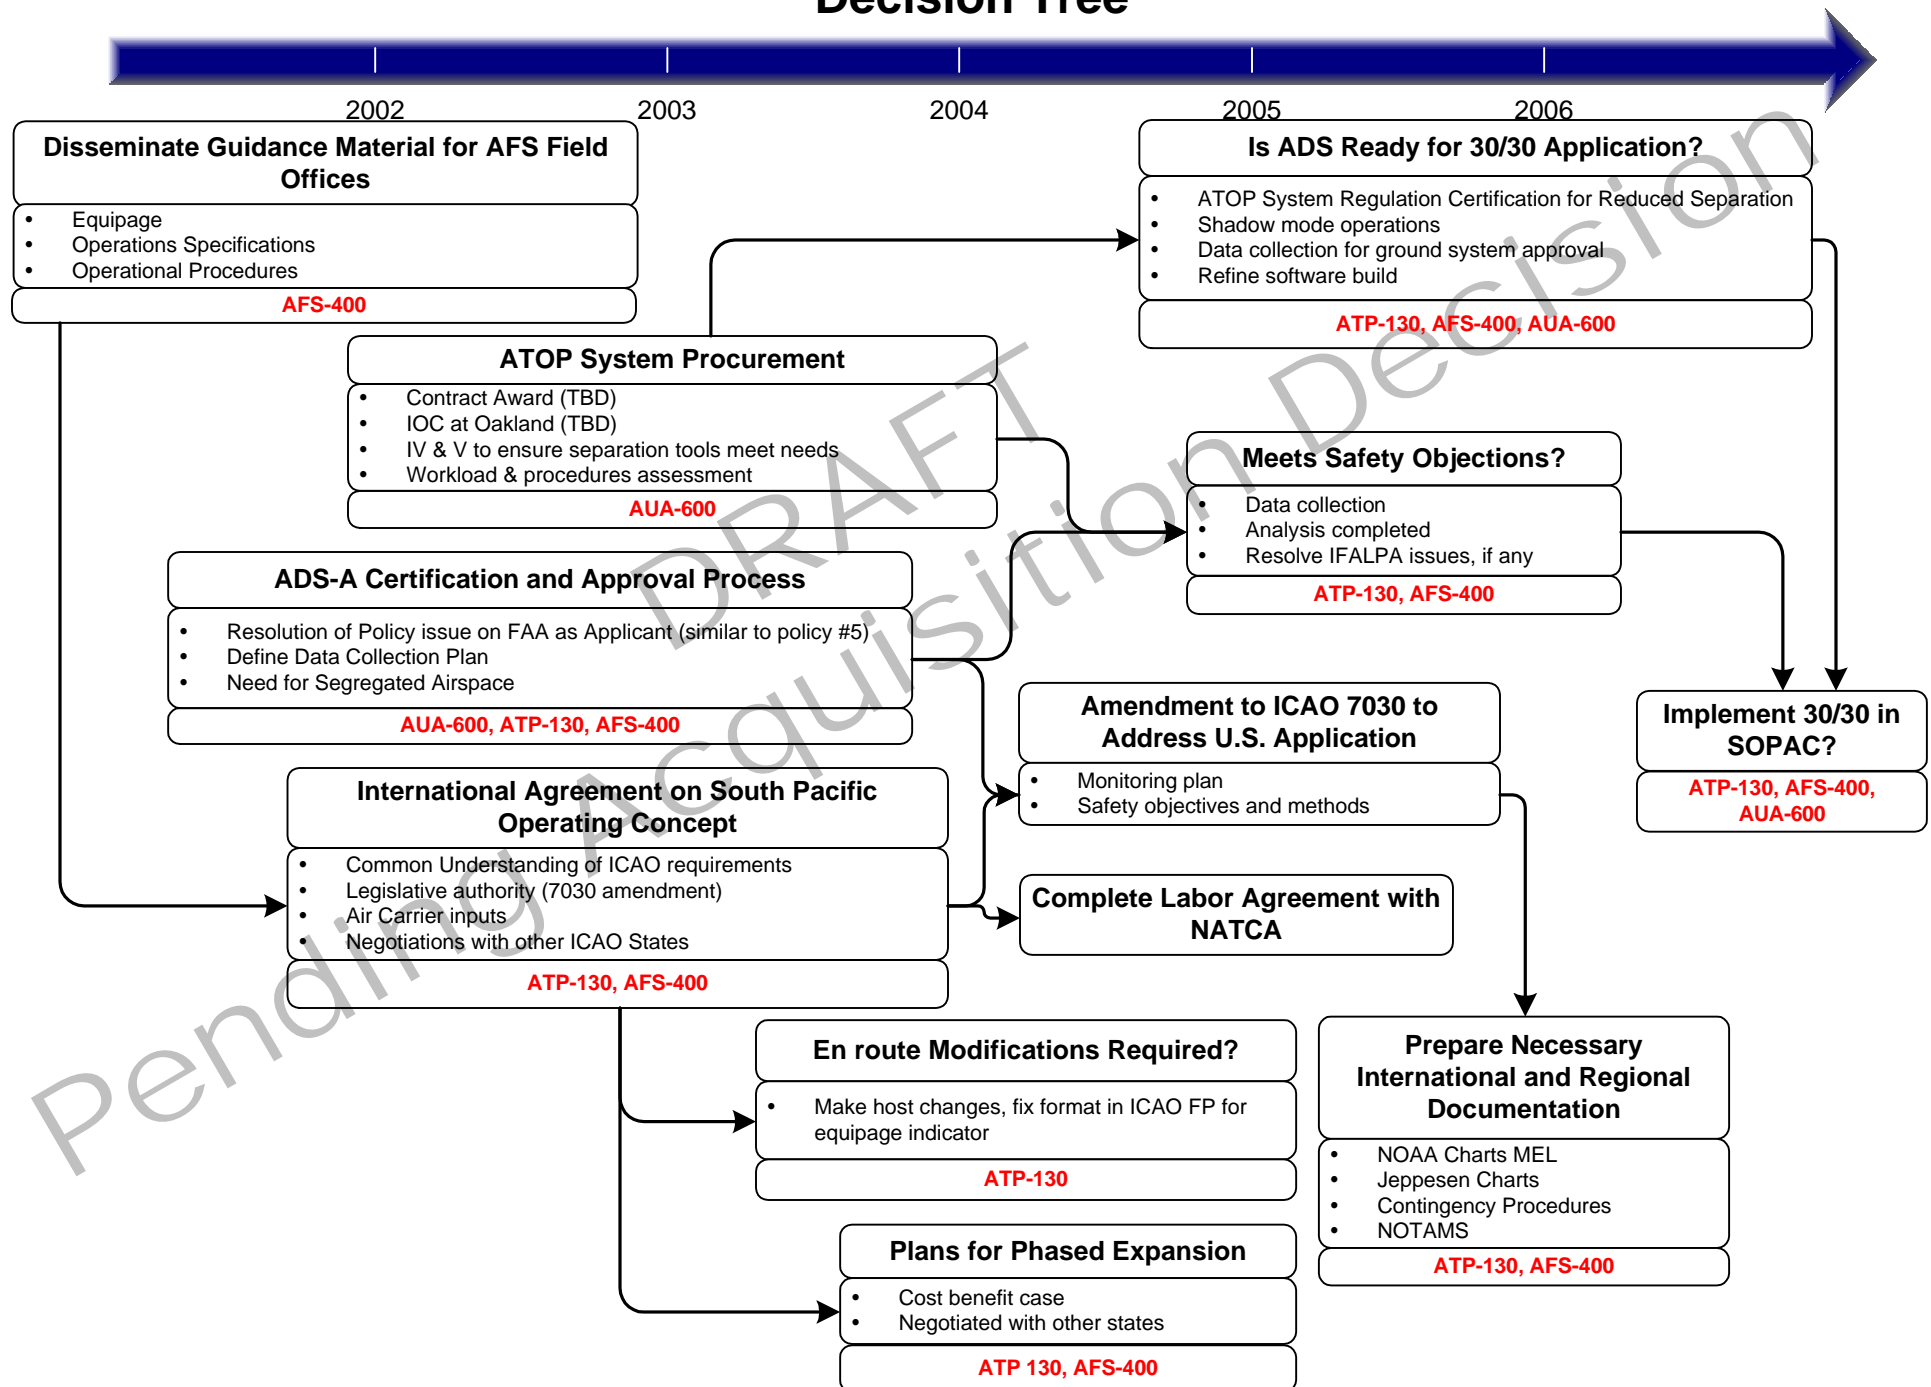 Decision Tree
2002
2003
2004
2005
2006
Disseminate Guidance Material for AFS Field
Offices
• Equipage
• Operations Specifications
• Operational Procedures
AFS-400
Is ADS Ready for 30/30 Application?
• ATOP System Regulation Certification for Reduced Separation
• Shadow mode operations
• Data collection for ground system approval
• Refine software build
ATP-130, AFS-400, AUA-600
ATOP System Procurement
• Contract Award (TBD)
• IOC at Oakland (TBD)
• IV & V to ensure separation tools meet needs
• Workload & procedures assessment
AUA-600
Meets Safety Objections?
• Data collection
• Analysis completed
• Resolve IFALPA issues, if any
ATP-130, AFS-400
ADS-A Certification and Approval Process
• Resolution of Policy issue on FAA as Applicant (similar to policy #5)
• Define Data Collection Plan
• Need for Segregated Airspace
AUA-600, ATP-130, AFS-400
Amendment to ICAO 7030 to
Address U.S. Application
• Monitoring plan
• Safety objectives and methods
Implement 30/30 in
SOPAC?
ATP-130, AFS-400,
AUA-600
International Agreement on South Pacific
Operating Concept
• Common Understanding of ICAO requirements
• Legislative authority (7030 amendment)
• Air Carrier inputs
• Negotiations with other ICAO States
ATP-130, AFS-400
Complete Labor Agreement with
NATCA
En route Modifications Required?
• Make host changes, fix format in ICAO FP for
equipage indicator
ATP-130
Prepare Necessary
International and Regional
Documentation
• NOAA Charts MEL
• Jeppesen Charts
• Contingency Procedures
• NOTAMS
ATP-130, AFS-400
Plans for Phased Expansion
• Cost benefit case
• Negotiated with other states
ATP 130, AFS-400
DRAFT
Pending Acquisition Decision